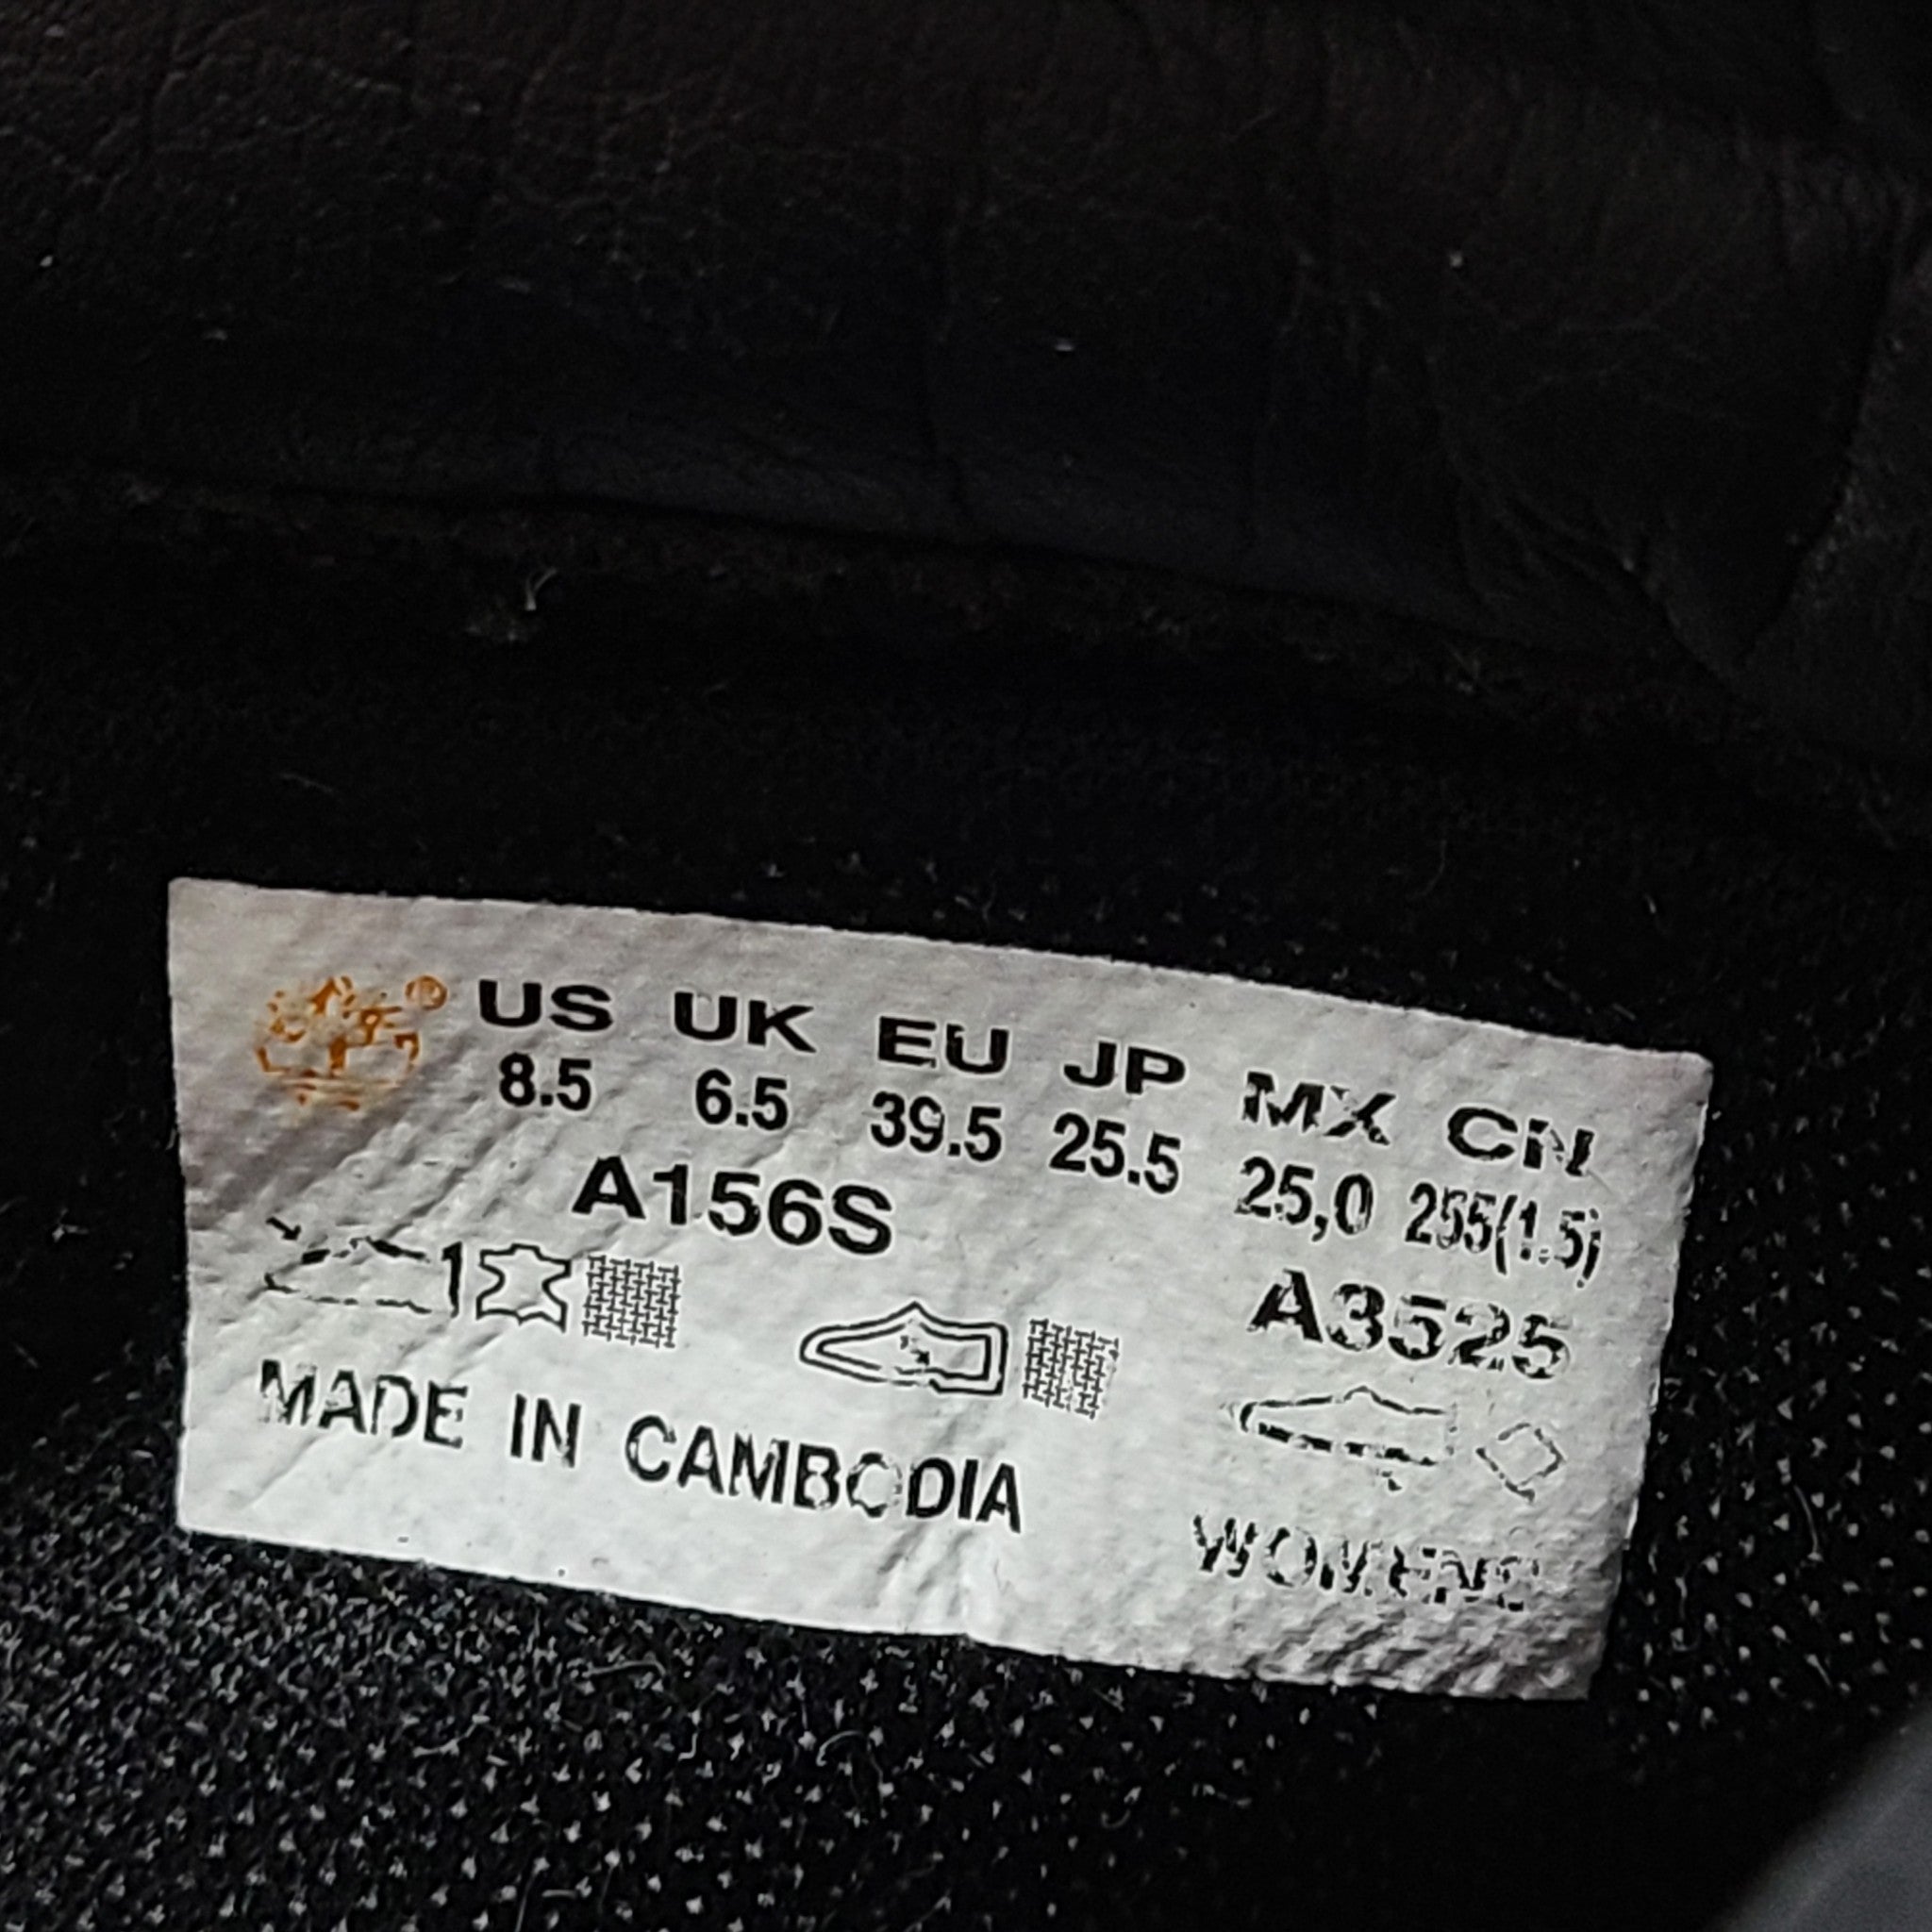 ® US UK EU JP MX CN
8.5 6.5 39.5 25.5 25,0 255(1.5)
A156S A3525
MADE IN CAMBODIA WOMENS